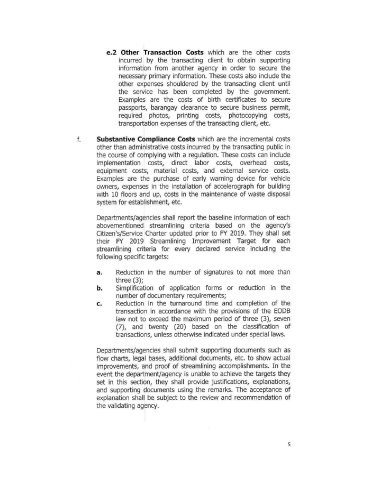 e.2 Other Transaction Costs which are the other costs
incurred by the transacting client to obtain supporting
information from another agency in order to secure the
necessary primary information. These costs also include the
other expenses shouldered by the transacting client until
the service has been completed by the government.
Examples are the costs of birth certificates to secure
passports, barangay clearance to secure business permit,
required photos, printing costs, photocopying costs,
transportation expenses of the transacting client, etc.
f. Substantive Compliance Costs which are the incremental costs
other than administrative costs incurred by the transacting public in
the course of complying with a regulation. These costs can include
implementation costs, direct labor costs, overhead costs,
equipment costs, material costs, and external service costs.
Examples are the purchase of early warning device for vehicle
owners, expenses in the installation of accelerograph for building
with 10 floors and up, costs in the maintenance of waste disposal
system for establishment, etc.
Departments/agencies shall report the baseline information of each
abovementioned streamlining criteria based on the agency's
Citizen's/Service Charter updated prior to FY 2019. They shall set
their FY 2019 Streamlining Improvement Target for each
streamlining criteria for every declared service including the
following specific targets:
a. Reduction in the number of signatures to not more than
three (3);
b. Simplification of application forms or reduction in the
number of documentary requirements;
c. Reduction in the turnaround time and completion of the
transaction in accordance with the provisions of the EODB
law not to exceed the maximum period of three (3), seven
(7), and twenty (20) based on the classification of
transactions, unless otherwise indicated under special laws.
Departments/agencies shall submit supporting documents such as
flow charts, legal bases, additional documents, etc. to show actual
improvements, and proof of streamlining accomplishments. In the
event the department/agency is unable to achieve the targets they
set in this section, they shall provide justifications, explanations,
and supporting documents using the remarks. The acceptance of
explanation shall be subject to the review and recommendation of
the validating agency.
5